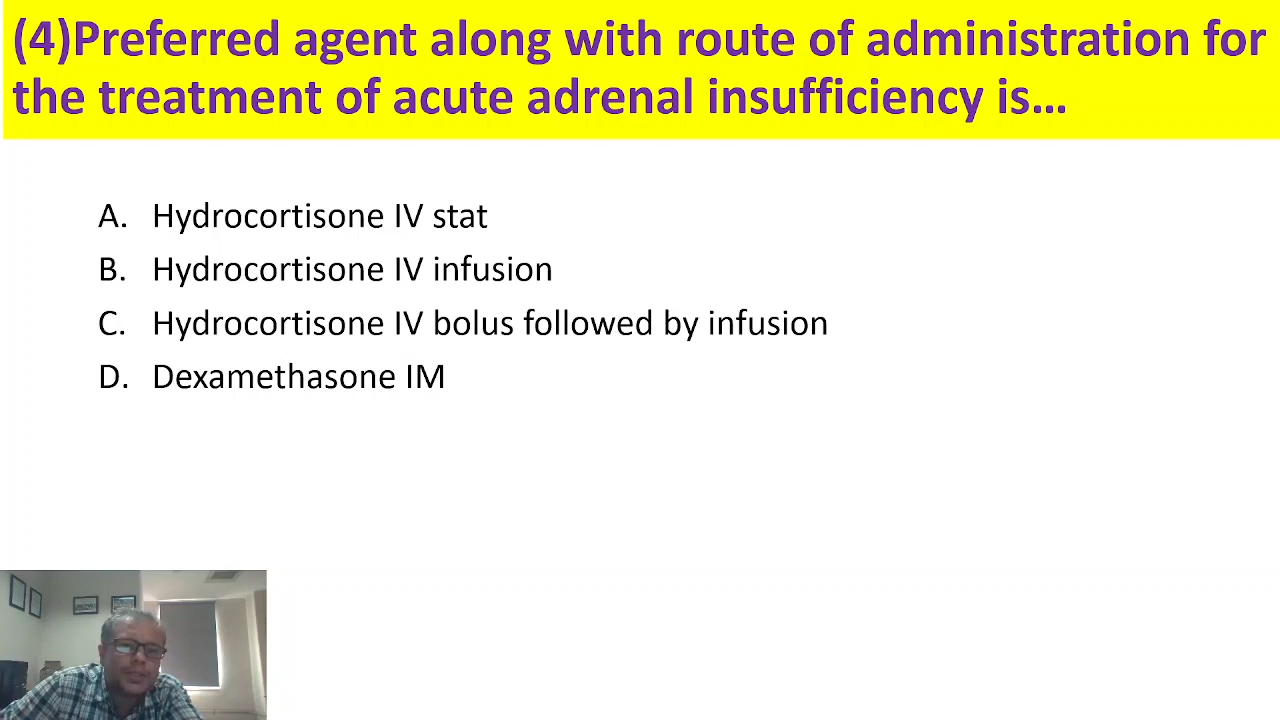 (4)Preferred agent along with route of administration for
the treatment of acute adrenal insufficiency is…
A. Hydrocortisone IV stat
B. Hydrocortisone IV infusion
C. Hydrocortisone IV bolus followed by infusion
D. Dexamethasone IM